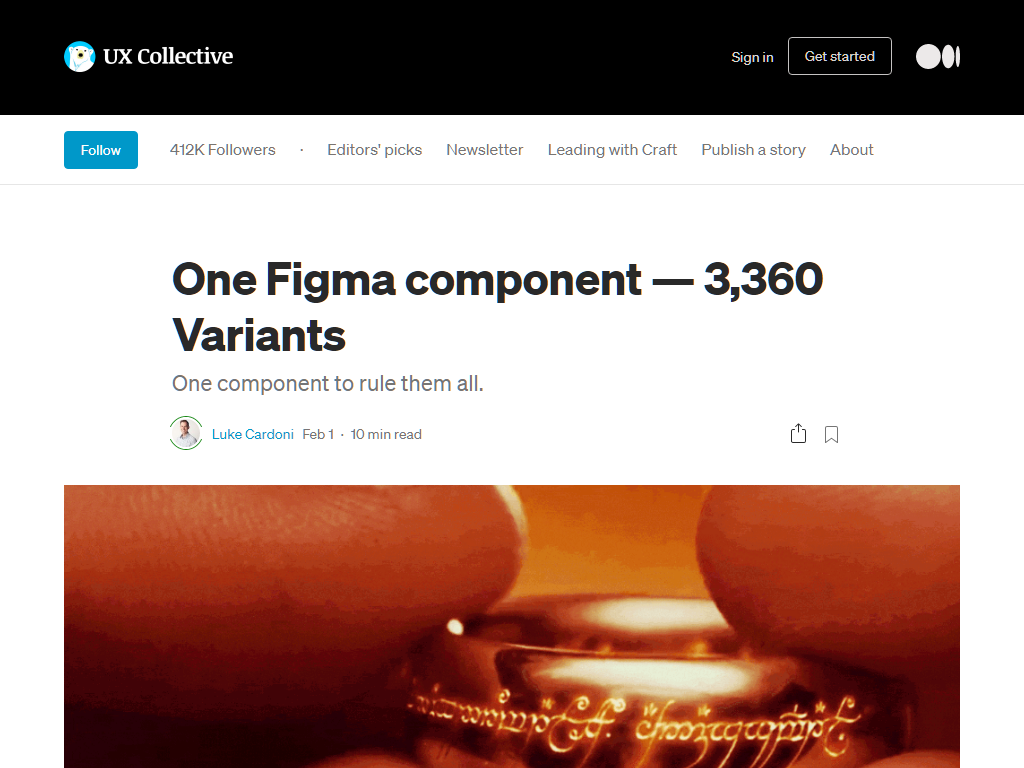 UX Collective
Sign in
Get started
Follow
412K Followers · Editors' picks Newsletter Leading with Craft Publish a story About
One Figma component — 3,360
Variants
One component to rule them all.
Luke Cardoni Feb 1 · 10 min read